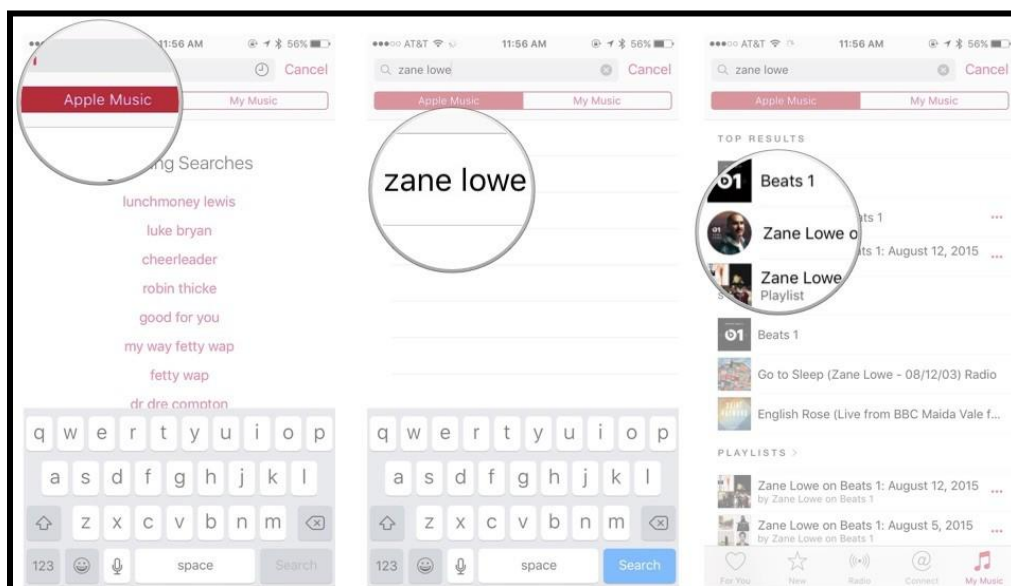 11:56 AM
56%
Cancel
Apple Music
My Music
ng Searches
lunchmoney lewis
luke bryan
cheerleader
robin thicke
good for you
my way fetty wap
fetty wap
dr dre compton
q w e r t y u i o p
a s d f g h j k l
z x c v b n m
123
space
Search
AT&T
11:56 AM
56%
zane lowe
Cancel
Apple Music
My Music
zane lowe
q w e r t y u i o p
a s d f g h j k l
z x c v b n m
123
space
Search
AT&T
11:56 AM
56%
zane lowe
Cancel
Apple Music
My Music
TOP RESULTS
01 Beats 1
Zane Lowe o ts 1
Zane Lowe ts 1: August 12, 2015
Playlist
01 Beats 1
Go to Sleep (Zane Lowe - 08/12/03) Radio
English Rose (Live from BBC Maida Vale f...
PLAYLISTS >
Zane Lowe on Beats 1: August 12, 2015
by Zane Lowe on Beats 1
Zane Lowe on Beats 1: August 5, 2015
by Zane Lowe on Beats 1
For You
New
Radio
Connect
My Music